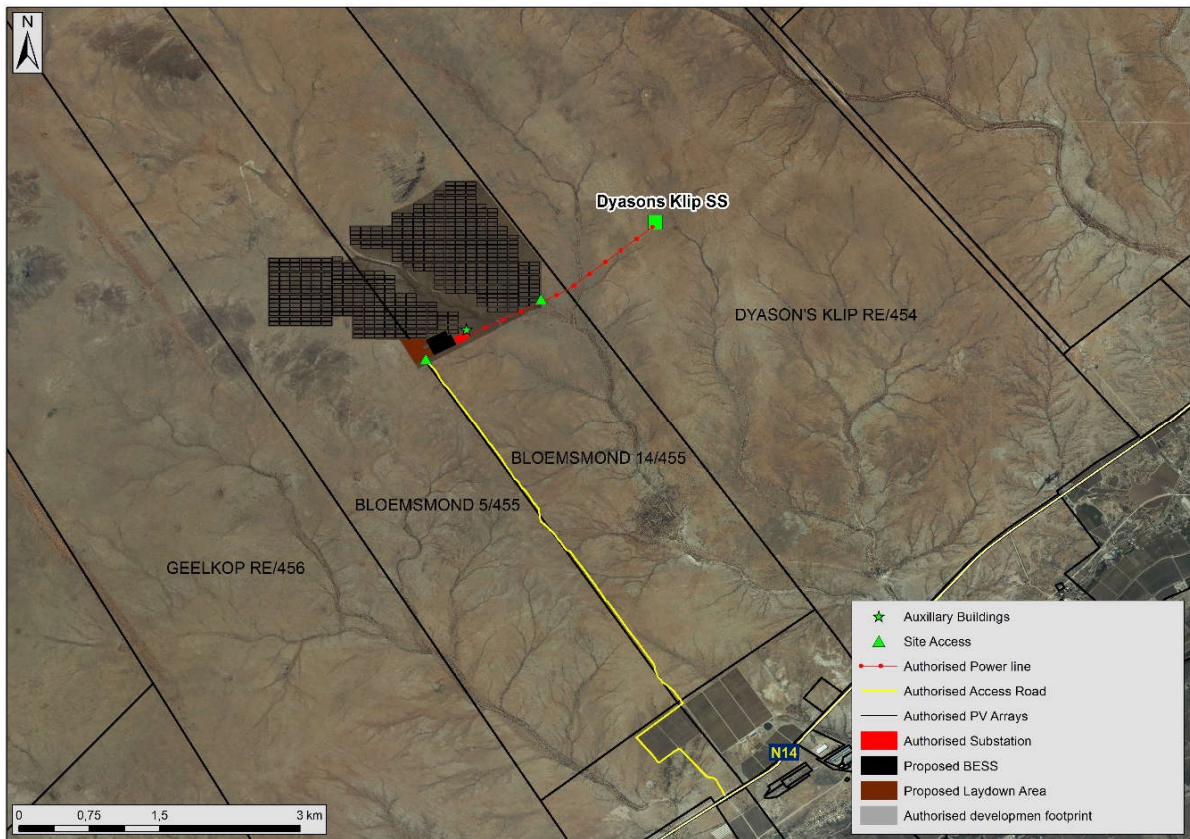 N
Dyasons Klip SS
DYASON'S KLIP RE/454
BLOEMSMOND 14/455
BLOEMSMOND 5/455
GEELKOP RE/456
N14
Auxillary Buildings
Site Access
Authorised Power line
Authorised Access Road
Authorised PV Arrays
Authorised Substation
Proposed BESS
Proposed Laydown Area
Authorised developmen footprint
0 0,75 1,5 3 km